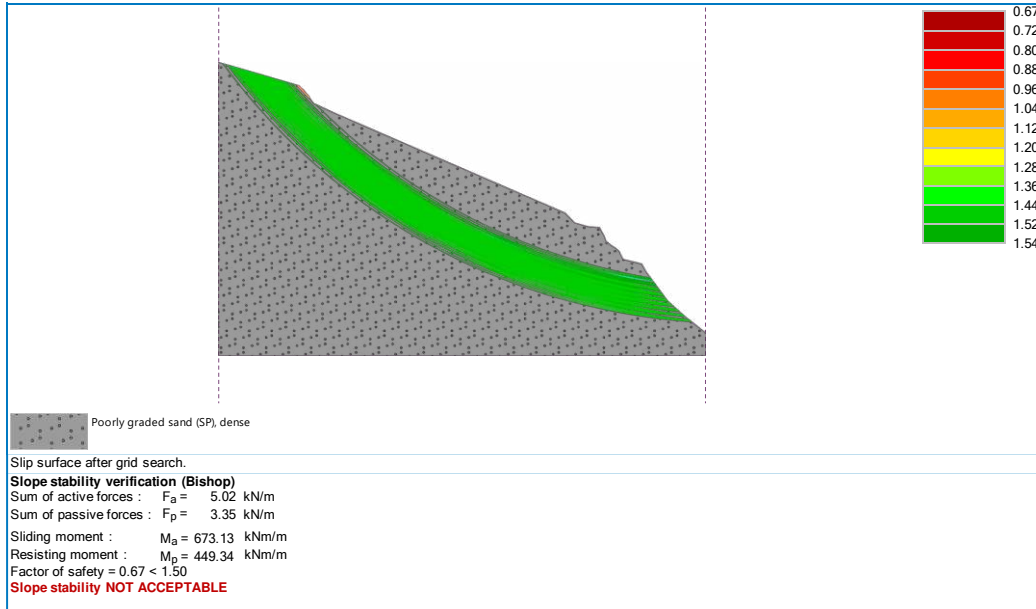 0.67
0.72
0.80
0.88
0.96
1.04
1.12
1.20
1.28
1.36
1.44
1.52
1.54
Poorly graded sand (SP), dense
Slip surface after grid search.
Slope stability verification (Bishop)
Sum of active forces : Fa = 5.02 kN/m
Sum of passive forces : Fp = 3.35 kN/m
Sliding moment : Ma = 673.13 kNm/m
Resisting moment : Mp = 449.34 kNm/m
Factor of safety = 0.67 < 1.50
Slope stability NOT ACCEPTABLE